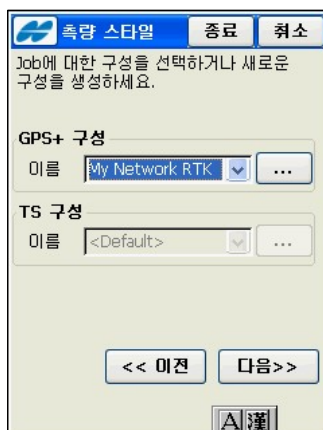 측량 스타일 종료 취소
Job에 대한 구성을 선택하거나 새로운
구성을 생성하세요.
GPS+ 구성
이름 My Network RTK ...
TS 구성
이름 <Default> ...
<< 이전 다음>>
A 漢